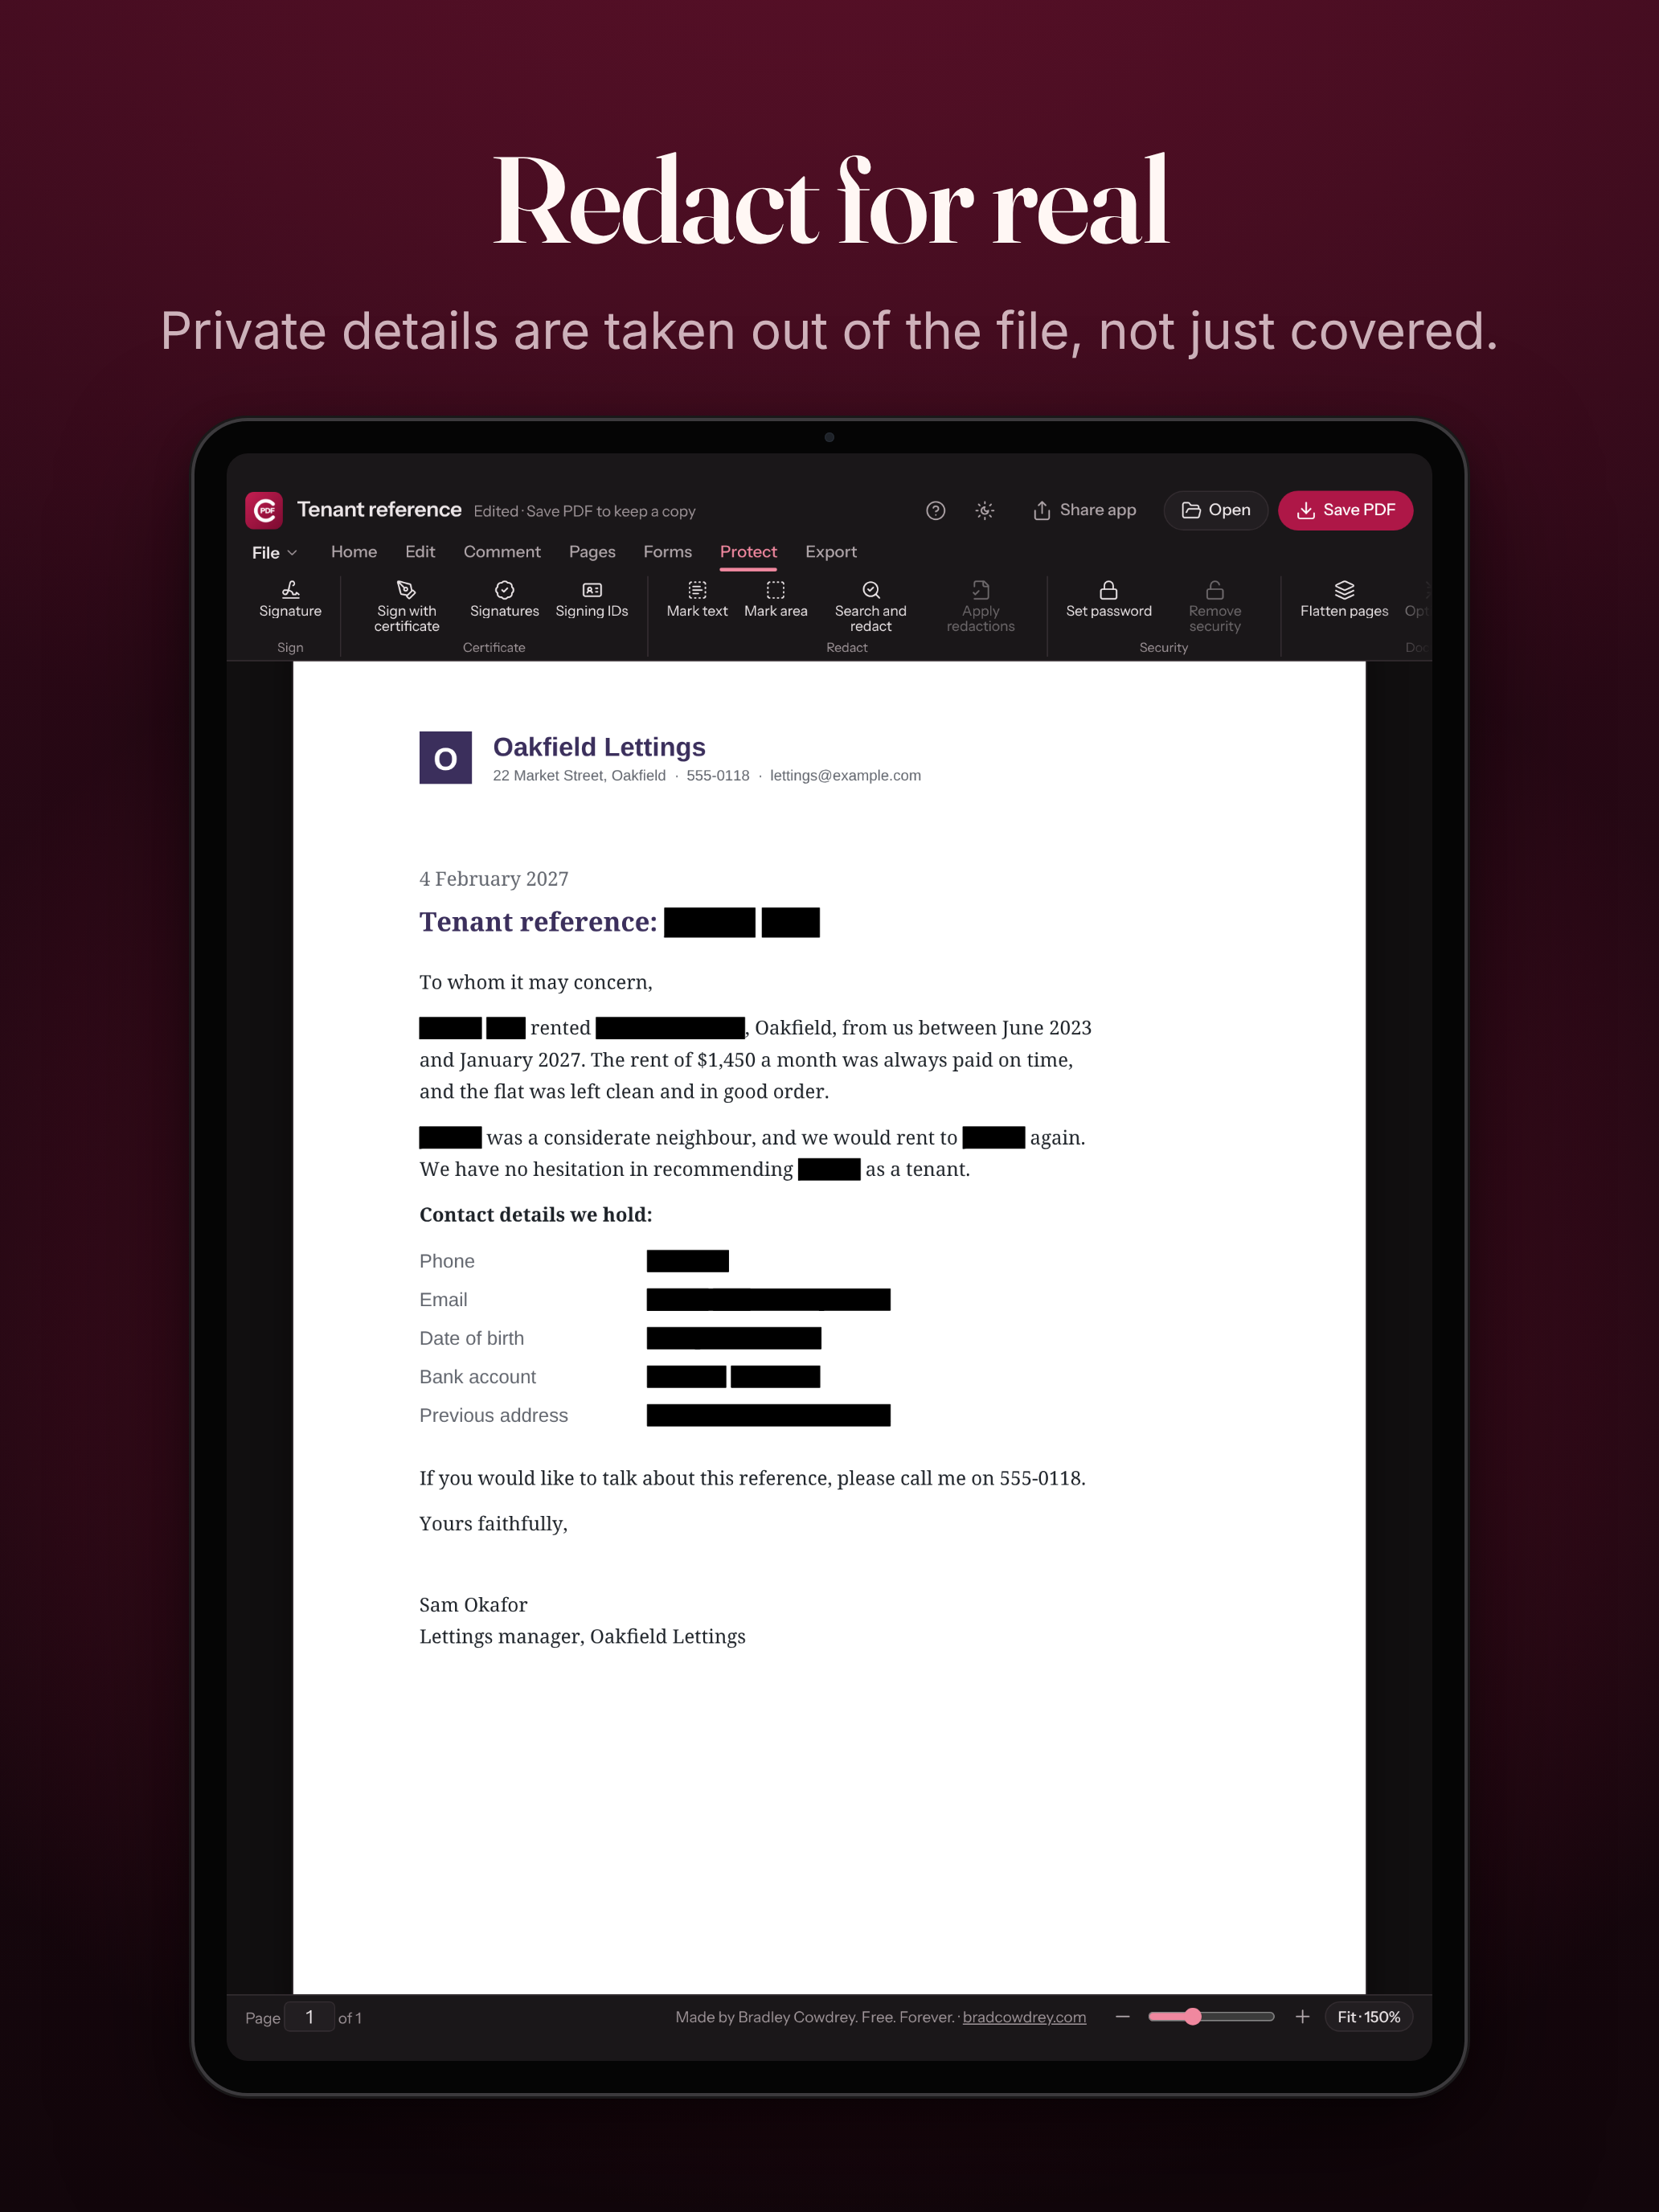 Redact for real
Private details are taken out of the file, not just covered.
PDF
Tenant reference Edited · Save PDF to keep a copy Share app Open Save PDF
File Home Edit Comment Pages Forms Protect Export
Signature Sign with certificate Signatures Signing IDs Mark text Mark area Search and redact Apply redactions Set password Remove security Flatten pages
Sign Certificate Redact Security
O Oakfield Lettings
22 Market Street, Oakfield · 555-0118 · lettings@example.com
4 February 2027
Tenant reference:
To whom it may concern,
rented , Oakfield, from us between June 2023
and January 2027. The rent of $1,450 a month was always paid on time,
and the flat was left clean and in good order.
was a considerate neighbour, and we would rent to again.
We have no hesitation in recommending as a tenant.
Contact details we hold:
Phone
Email
Date of birth
Bank account
Previous address
If you would like to talk about this reference, please call me on 555-0118.
Yours faithfully,
Sam Okafor
Lettings manager, Oakfield Lettings
Page 1 of 1 Made by Bradley Cowdrey. Free. Forever. · bradcowdrey.com Fit · 150%